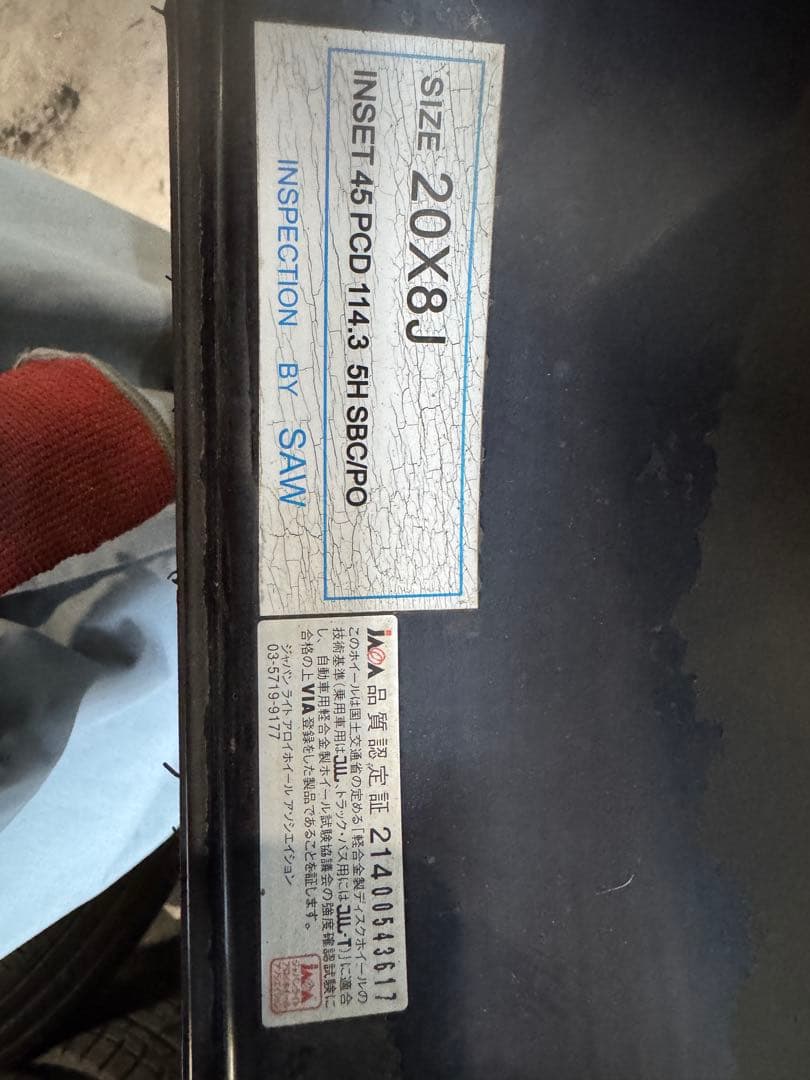 SIZE 20X8J
INSET 45 PCD 114.3 5H SBC/PO
INSPECTION BY SAW
JAWA 品質認定証 21400543617
このホイールは国土交通省の定める「軽合金製ディスクホイールの
技術基準(乗用車用はJWL、トラック・バス用にはJWL-T)」に適合
し、自動車用軽合金製ホイール試験協議会の強度確認試験に
合格の上VIA登録をした製品であることを証します。
ジャパン ライト アロイホイール アソシエイション
03-5719-9177
JAWA